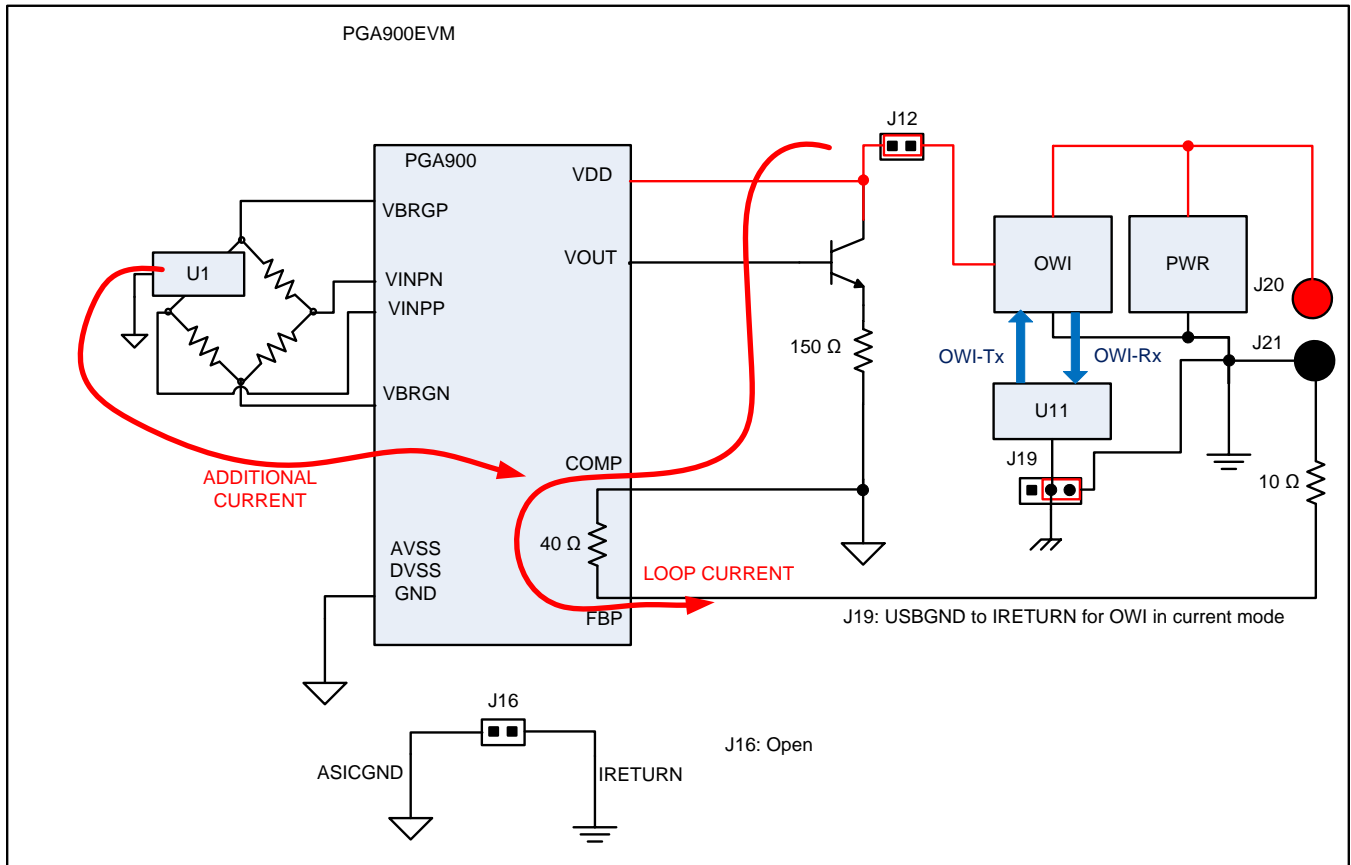 PGA900EVM
J12
PGA900
VDD
VBRGP
U1
VOUT
VINPN
VINPP
OWI
PWR
J20
J21
150 Ω
OWI-Tx
OWI-Rx
VBRGN
U11
COMP
J19
ADDITIONAL
CURRENT
10 Ω
40 Ω
AVSS
DVSS
GND
LOOP CURRENT
FBP
J19: USBGND to IRETURN for OWI in current mode
J16
J16: Open
ASICGND
IRETURN